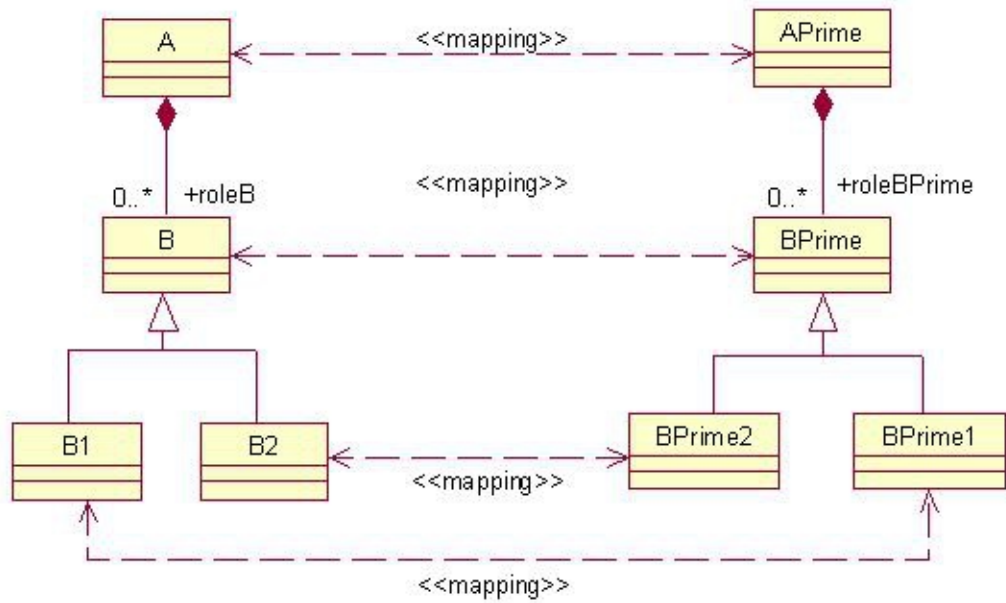 A
<<mapping>>
APrime
0..*
+roleB
<<mapping>>
0..*
+roleBPrime
B
BPrime
B1
B2
BPrime2
BPrime1
<<mapping>>
<<mapping>>